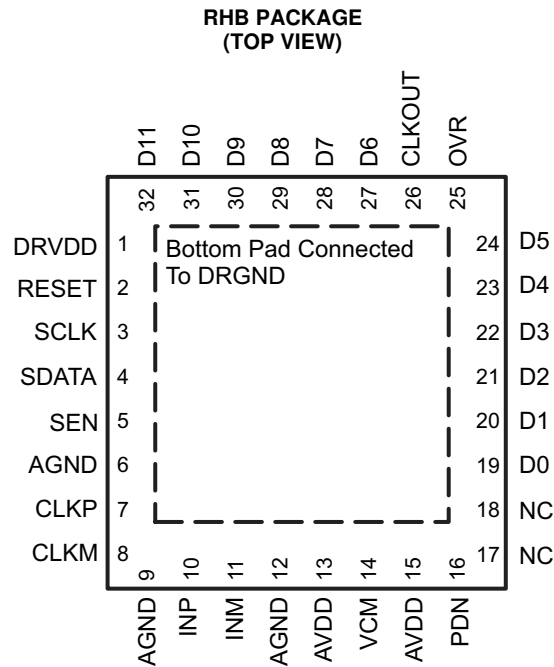 RHB PACKAGE
(TOP VIEW)
D11 D10 D9 D8 D7 D6 CLKOUT OVR
32 31 30 29 28 27 26 25
DRVDD 1 Bottom Pad Connected 24 D5
RESET 2 To DRGND 23 D4
SCLK 3 22 D3
SDATA 4 21 D2
SEN 5 20 D1
AGND 6 19 D0
CLKP 7 18 NC
CLKM 8 17 NC
9 10 11 12 13 14 15 16
AGND INP INM AGND AVDD VCM AVDD PDN